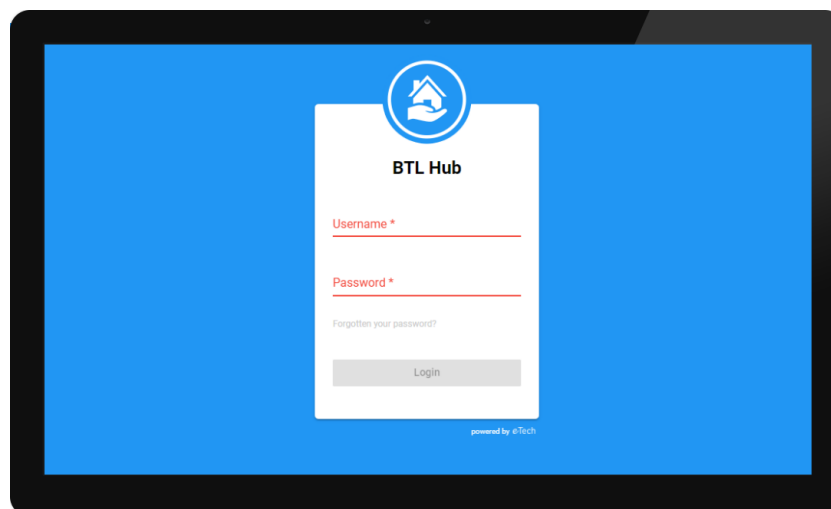 BTL Hub
Username *
Password *
Forgotten your password?
Login
powered by e-Tech